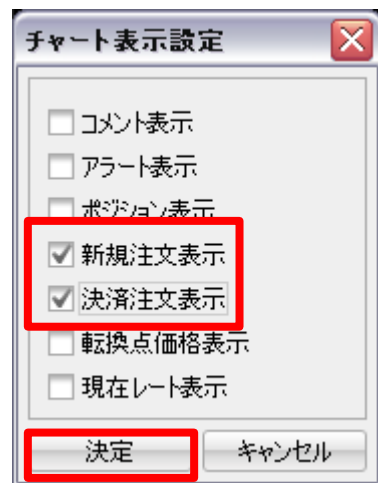 チャート表示設定
コメント表示
アラート表示
ポジション表示
新規注文表示
決済注文表示
転換点価格表示
現在レート表示
決定
キャンセル